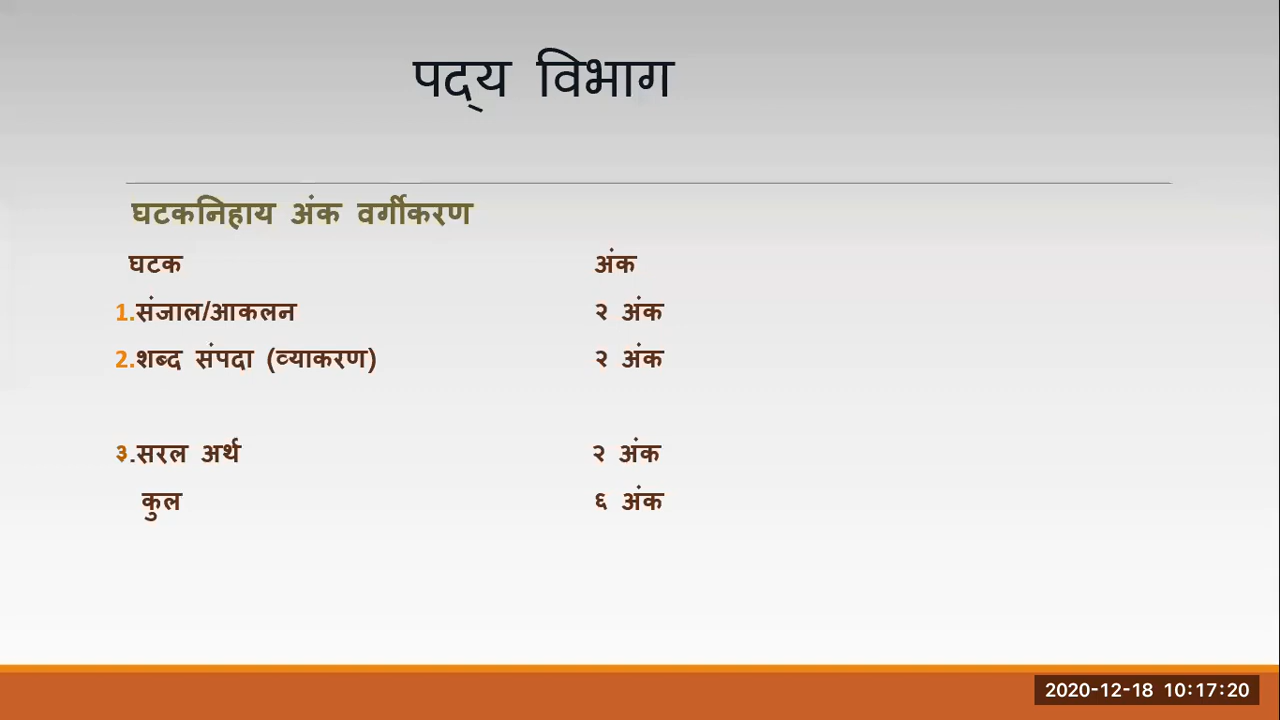 पद्य विभाग
घटकनिहाय अंक वर्गीकरण
घटक अंक
1.संजाल/आकलन २ अंक
2.शब्द संपदा (व्याकरण) २ अंक
३.सरल अर्थ २ अंक
कुल ६ अंक
2020-12-18 10:17:20